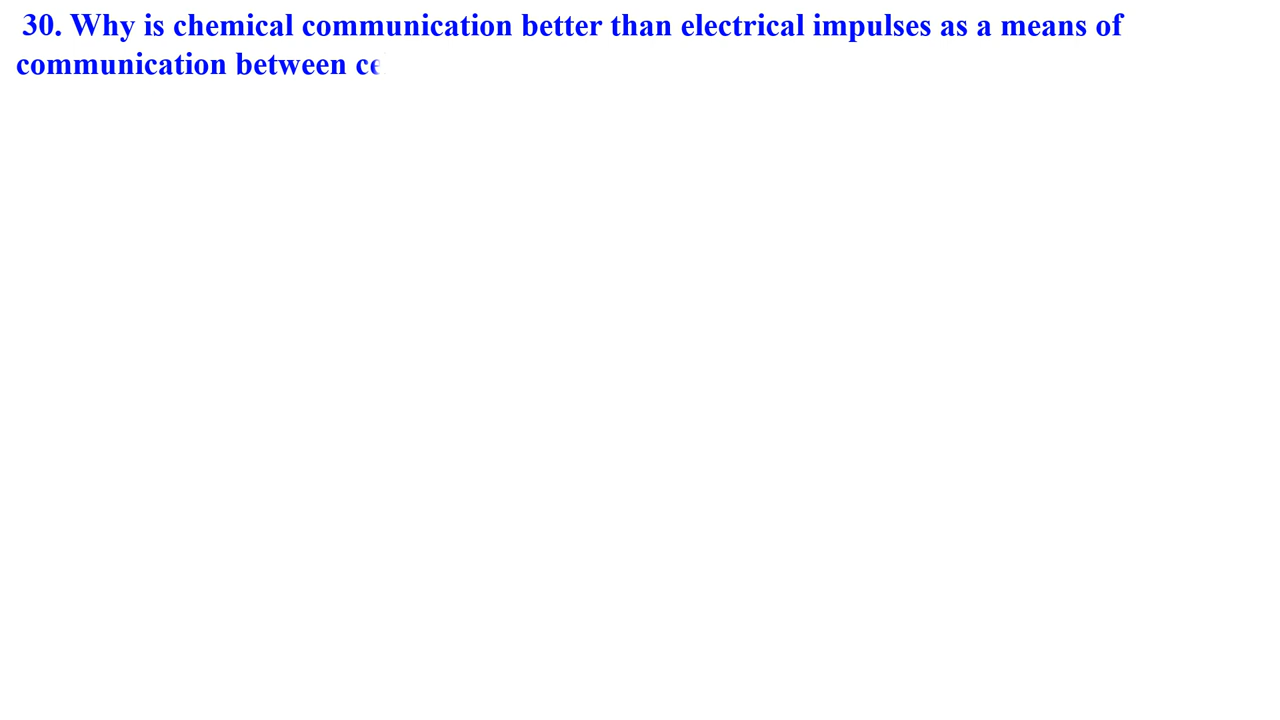 30. Why is chemical communication better than electrical impulses as a means of
communication between